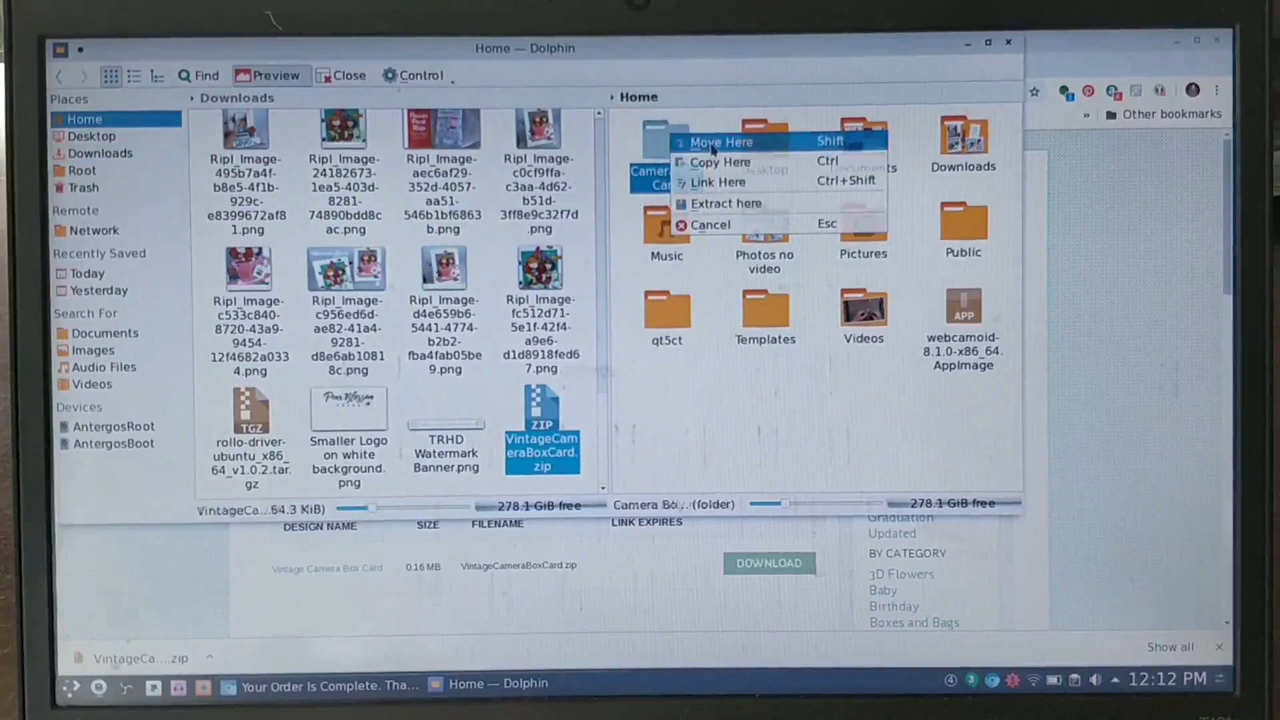 Home — Dolphin
Find
Preview
Close
Control
Places
Home
Desktop
Downloads
Root
Trash
Remote
Network
Recently Saved
Today
Yesterday
Search For
Documents
Images
Audio Files
Videos
Devices
AntergosRoot
AntergosBoot
Downloads
Ripl_Image-
495b7a4f-
b8e5-4f1b-
929c-
e8399672af8
1.png
Ripl_Image-
24182673-
1ea5-403d-
8281-
74890bdd8c
ac.png
Ripl_Image-
aec6af29-
352d-4057-
aa51-
546b1bf6863
b.png
Ripl_Image-
c0cf9ffa-
c3aa-4d62-
b51d-
3ff8e9c32f7d
.png
Ripl_Image-
c533c840-
8720-43a9-
9454-
12f4682a033
4.png
Ripl_Image-
c956ed6d-
ae82-41a4-
9281-
d8e6ab1081
8c.png
Ripl_Image-
d4e659b6-
5441-4774-
b2b2-
fba4fab05be
9.png
Ripl_Image-
fc512d71-
5e1f-42f4-
a9e6-
d1d8918fed6
7.png
TGZ
rollo-driver-
ubuntu_x86_
64_v1.0.2.tar.
gz
Pear Blossom
Smaller Logo
on white
background.
png
TRHD
Watermark
Banner.png
ZIP
VintageCam
eraBoxCard.
zip
VintageCa...64.3 KiB)
278.1 GiB free
Home
Move Here Shift
Copy Here Ctrl
Link Here Ctrl+Shift
Extract here
Cancel Esc
Downloads
Music
Photos no
video
Pictures
Public
qt5ct
Templates
Videos
APP
webcamoid-
8.1.0-x86_64.
AppImage
Camera Bo... (folder)
278.1 GiB free
» Other bookmarks
DESIGN NAME SIZE FILENAME LINK EXPIRES
Vintage Camera Box Card 0.16 MB VintageCameraBoxCard.zip DOWNLOAD
Graduation
Updated
BY CATEGORY
3D Flowers
Baby
Birthday
Boxes and Bags
VintageCa....zip
Show all
Your Order Is Complete. Tha...
Home — Dolphin
12:12 PM